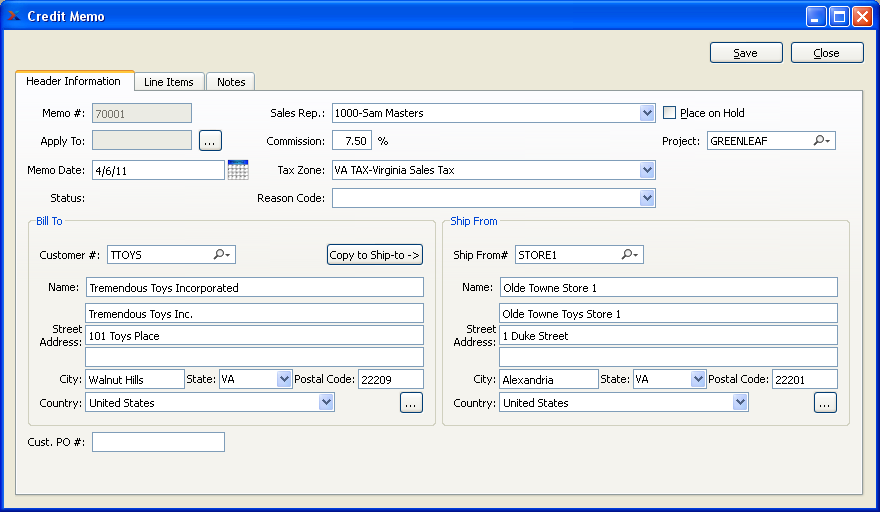 Credit Memo
Save Close
Header Information Line Items Notes
Memo #: 70001 Sales Rep.: 1000-Sam Masters Place on Hold
Apply To: ... Commission: 7.50 % Project: GREENLEAF
Memo Date: 4/6/11 Tax Zone: VA TAX-Virginia Sales Tax
Status: Reason Code:
Bill To Ship From
Customer #: TTOYS Copy to Ship-to -> Ship From# STORE1
Name: Tremendous Toys Incorporated Name: Olde Towne Store 1
Tremendous Toys Inc. Olde Towne Toys Store 1
Street Address: 101 Toys Place Street Address: 1 Duke Street
City: Walnut Hills State: VA Postal Code: 22209 City: Alexandria State: VA Postal Code: 22201
Country: United States ... Country: United States ...
Cust. PO #: